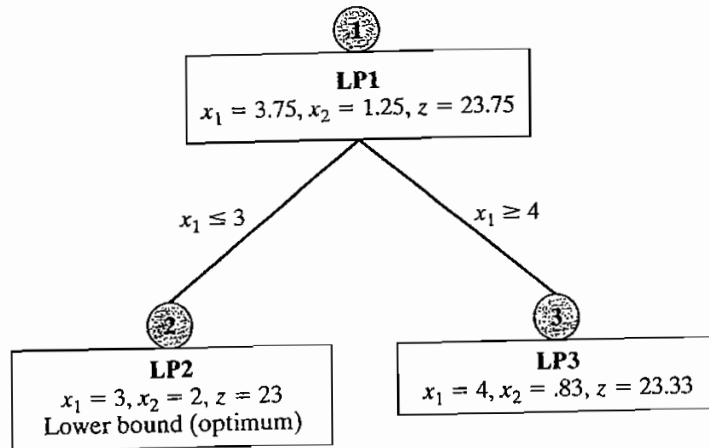 1
LP1
x₁ = 3.75, x₂ = 1.25, z = 23.75
x₁ ≤ 3
x₁ ≥ 4
2
LP2
x₁ = 3, x₂ = 2, z = 23
Lower bound (optimum)
3
LP3
x₁ = 4, x₂ = .83, z = 23.33